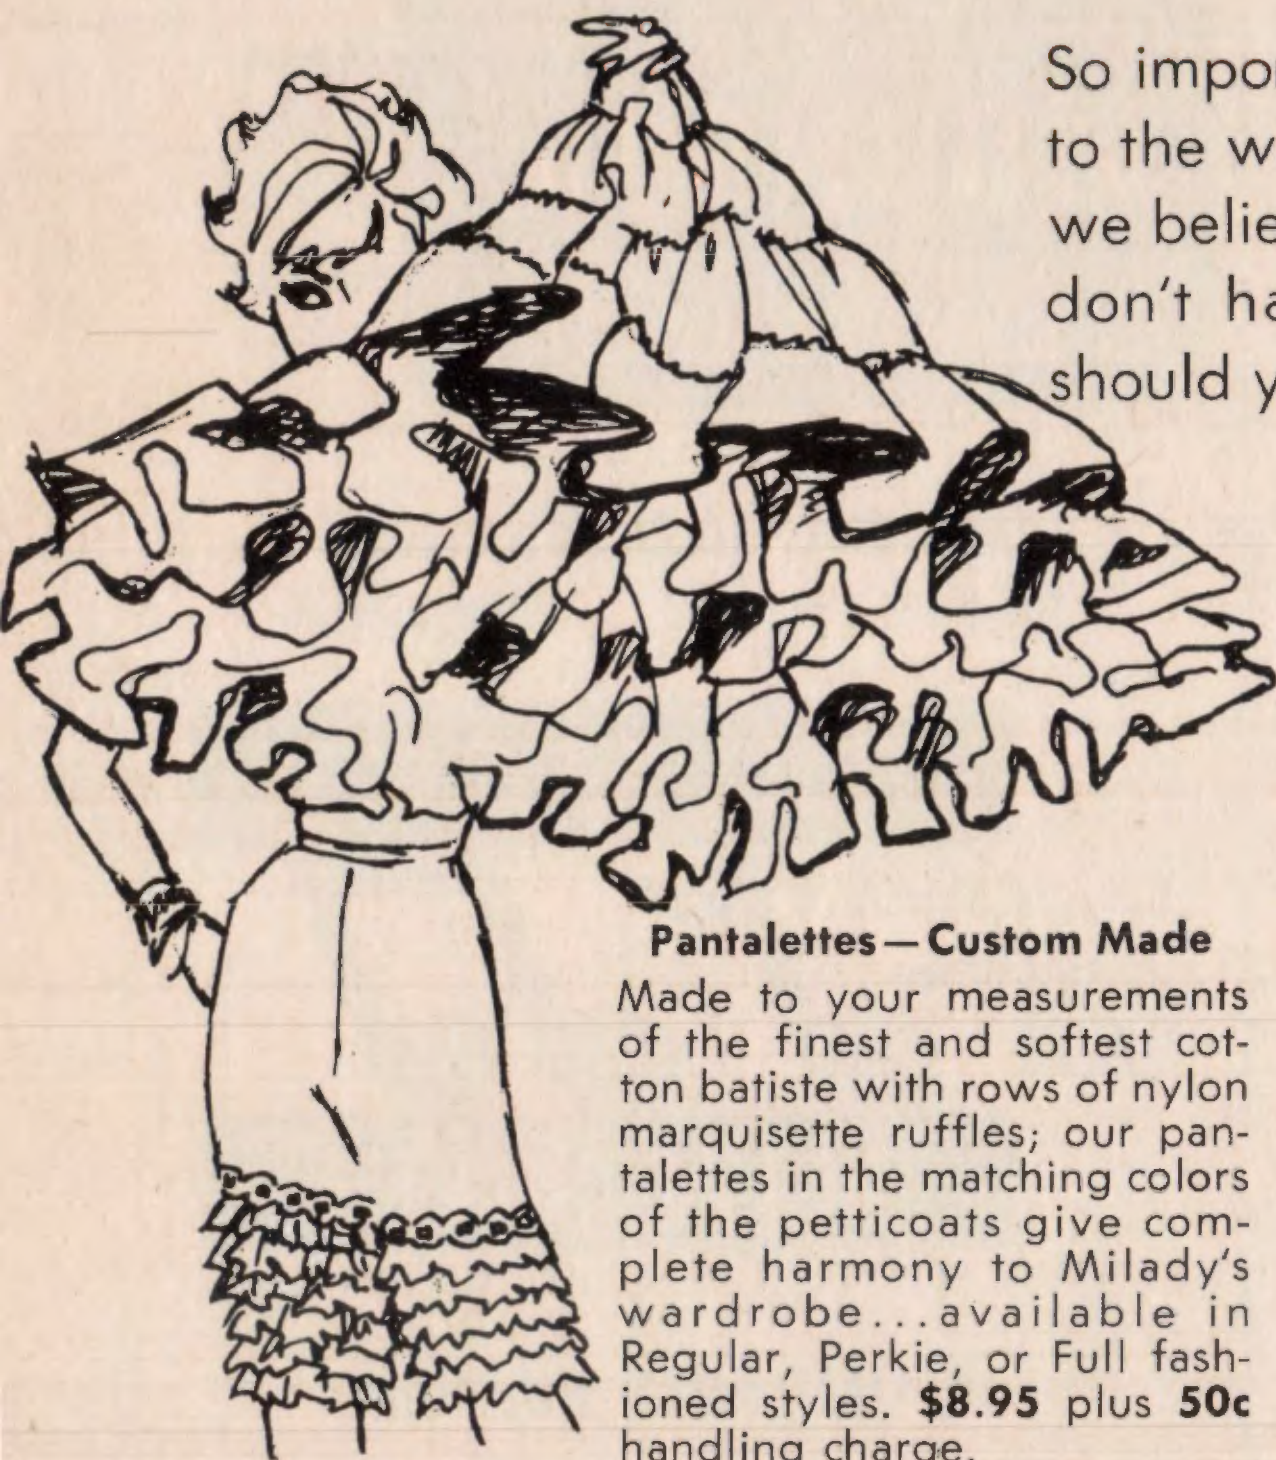 So impo
to the w
we belie
don't ha
should y
Pantalettes — Custom Made
Made to your measurements
of the finest and softest cot-
ton batiste with rows of nylon
marquisette ruffles; our pan-
talettes in the matching colors
of the petticoats give com-
plete harmony to Milady's
wardrobe...available in
Regular, Perkie, or Full fash-
ioned styles. $8.95 plus 50c
handling charge.